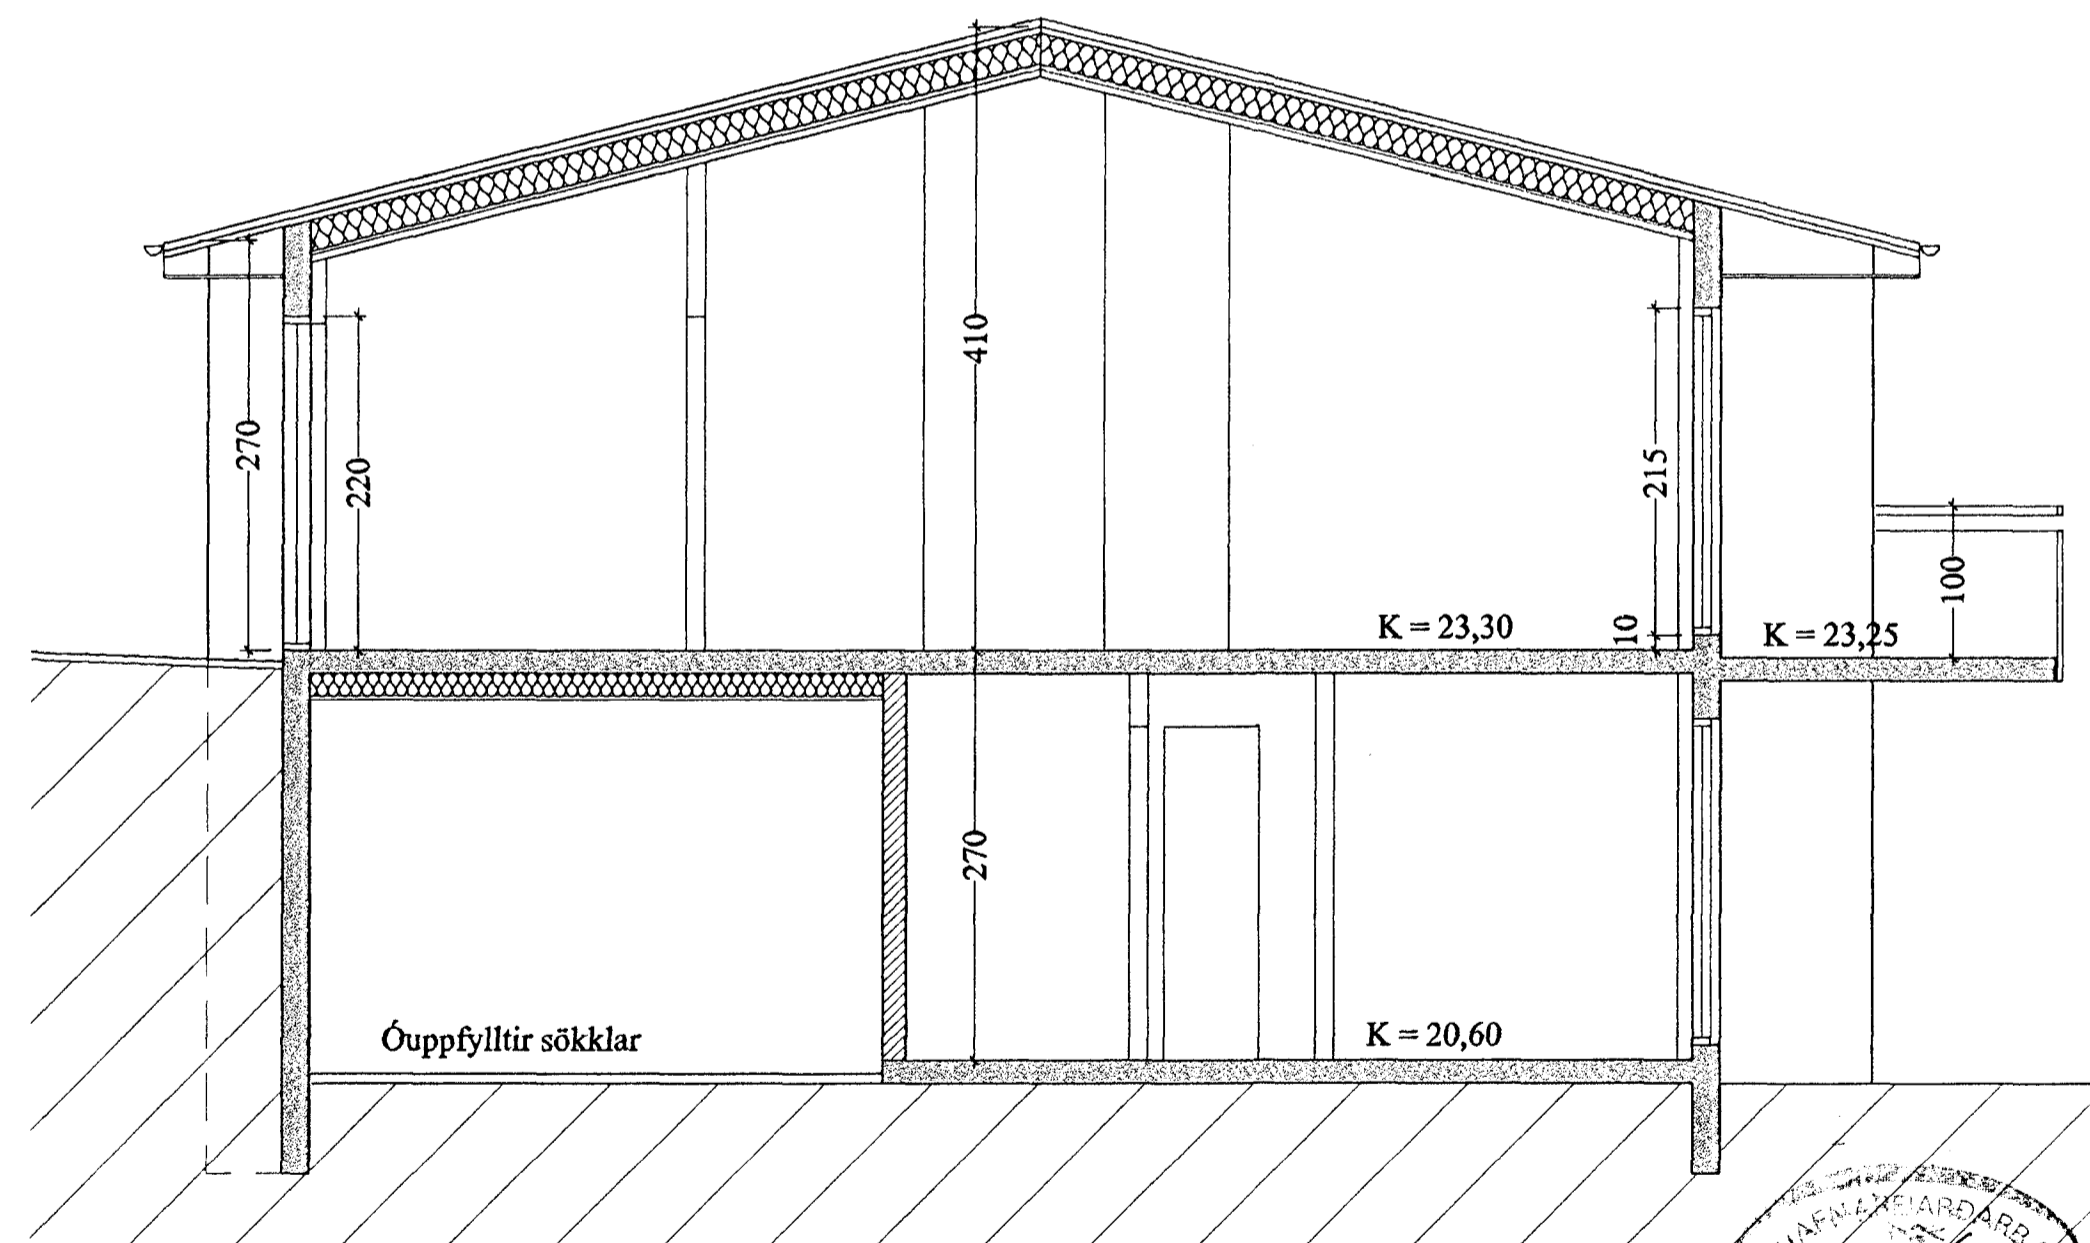 410
270
220
215
10
100
K = 23,30
K = 23,25
270
Óuppfylltir sökklar
K = 20,60